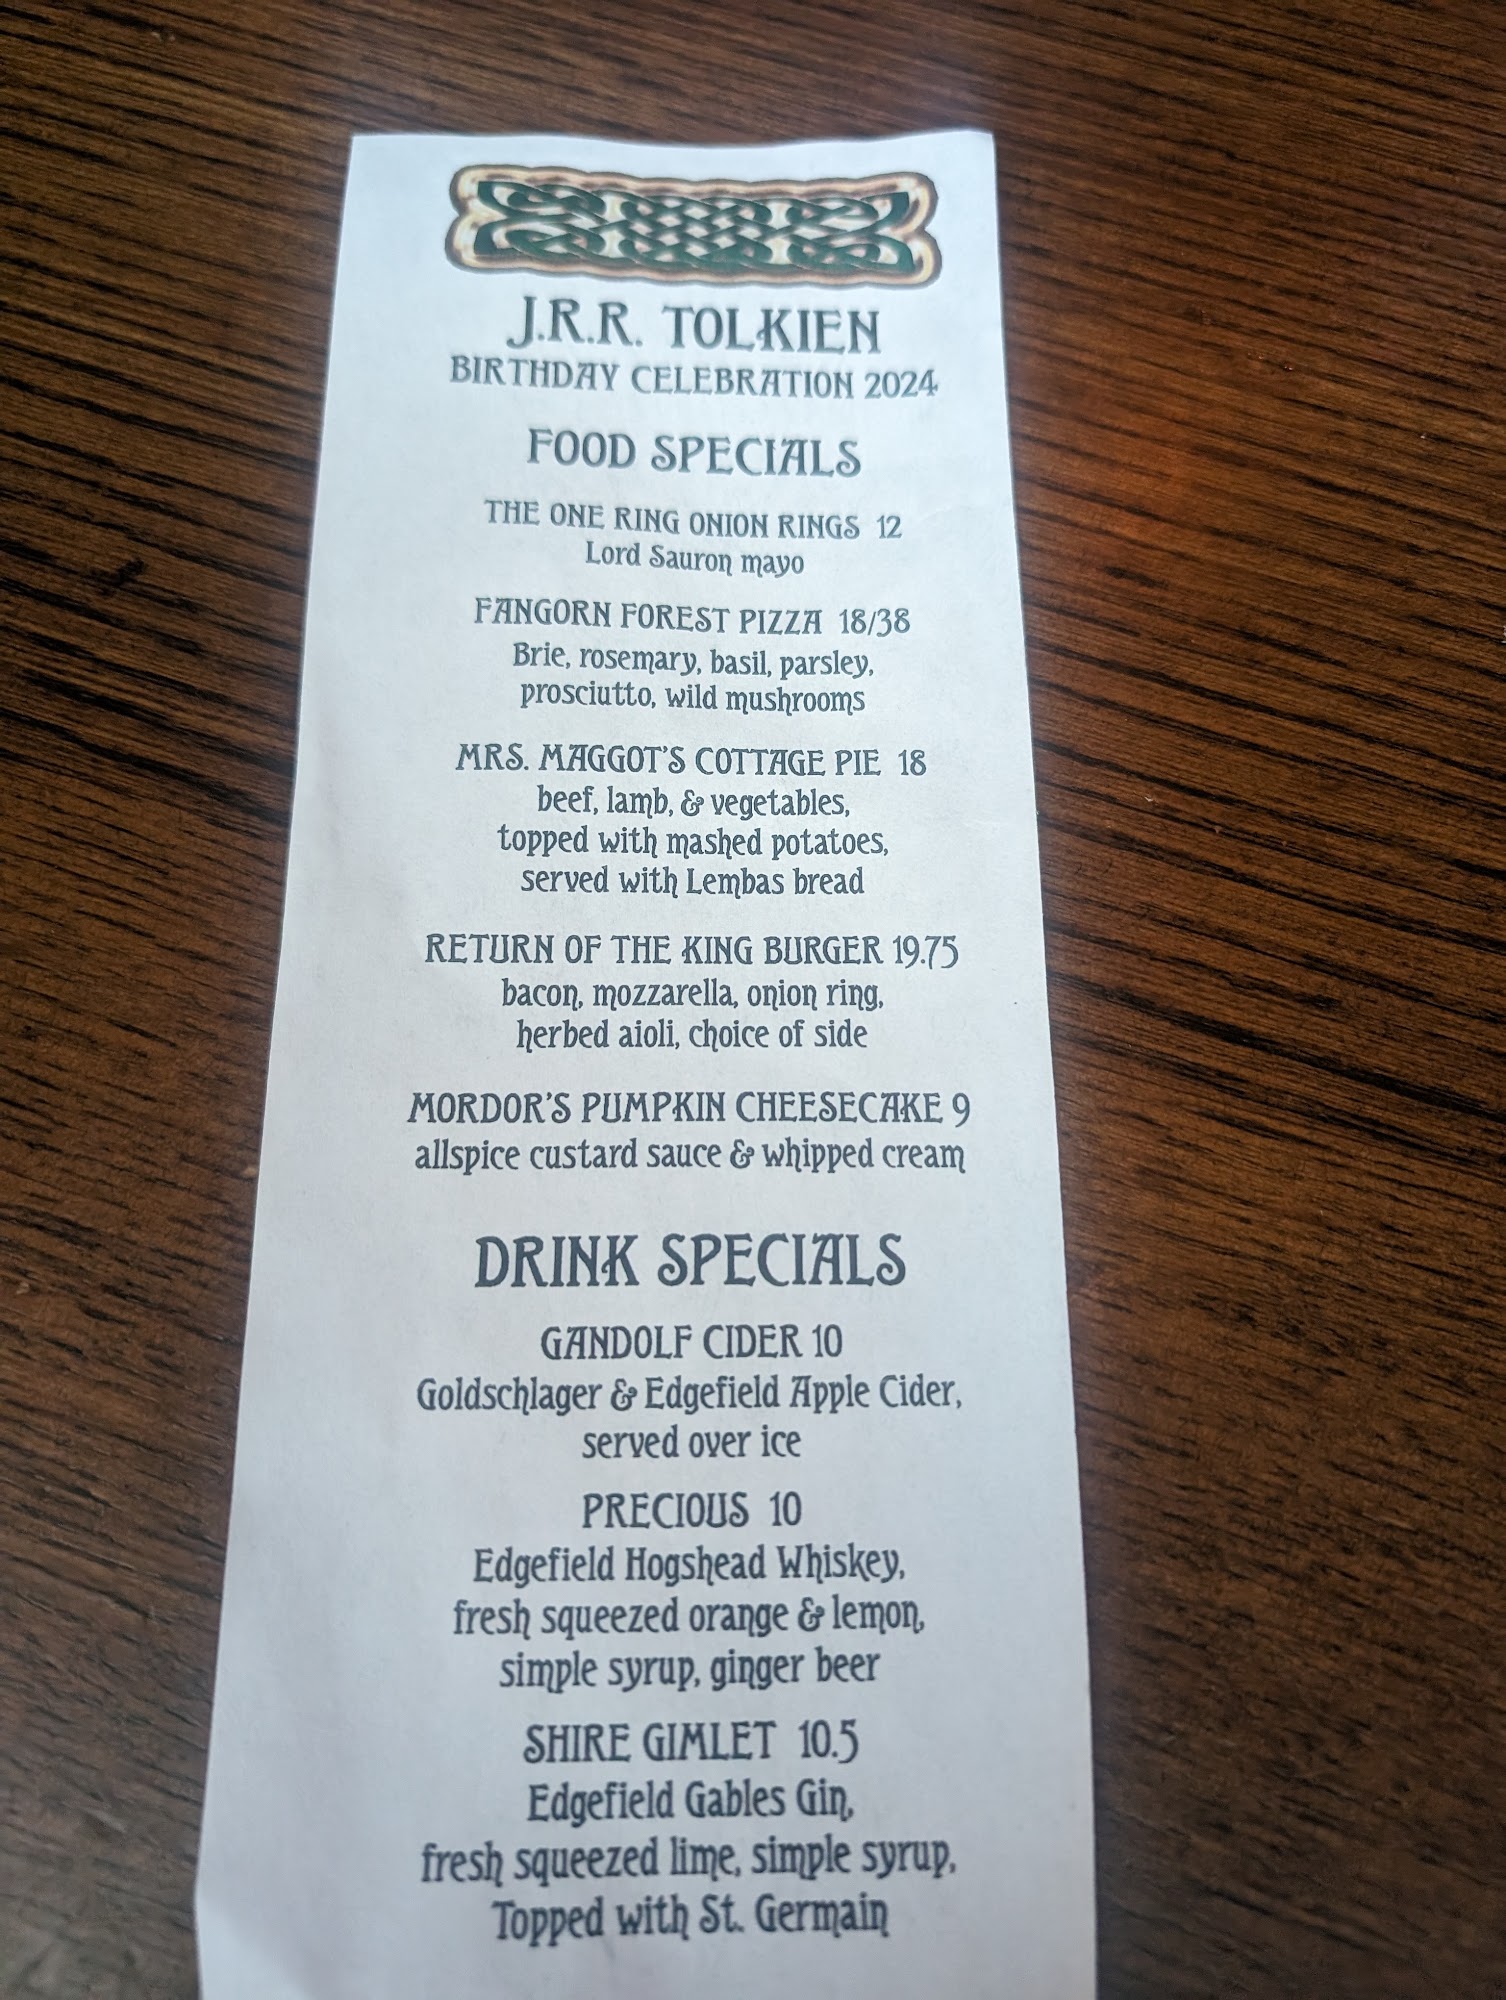 J.R.R. TOLKIEN
BIRTHDAY CELEBRATION 2024
FOOD SPECIALS
THE ONE RING ONION RINGS 12
Lord Sauron mayo
FANGORN FOREST PIZZA 18/38
Brie, rosemary, basil, parsley,
prosciutto, wild mushrooms
MRS. MAGGOT'S COTTAGE PIE 18
beef, lamb, & vegetables,
topped with mashed potatoes,
served with Lembas bread
RETURN OF THE KING BURGER 19.75
bacon, mozzarella, onion ring,
herbed aioli, choice of side
MORDOR'S PUMPKIN CHEESECAKE 9
allspice custard sauce & whipped cream
DRINK SPECIALS
GANDOLF CIDER 10
Goldschlager & Edgefield Apple Cider,
served over ice
PRECIOUS 10
Edgefield Hogshead Whiskey,
fresh squeezed orange & lemon,
simple syrup, ginger beer
SHIRE GIMLET 10.5
Edgefield Gables Gin,
fresh squeezed lime, simple syrup,
Topped with St. Germain